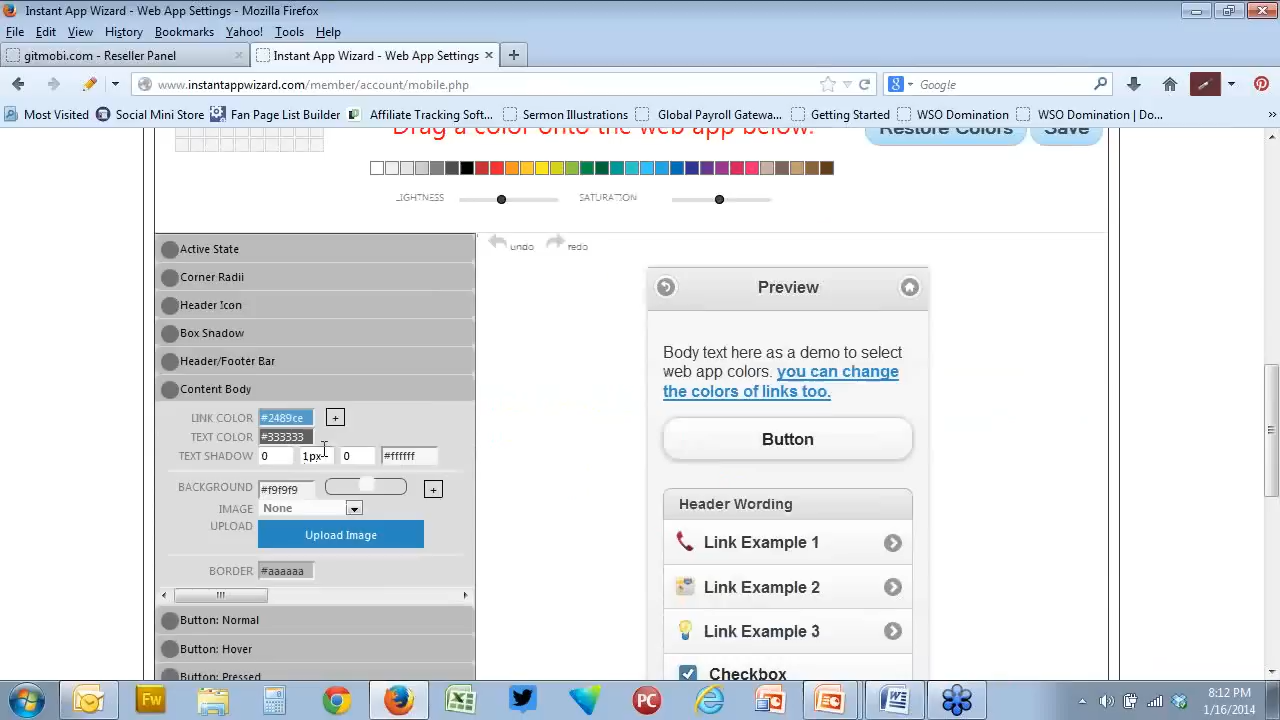 Instant App Wizard - Web App Settings - Mozilla Firefox
File Edit View History Bookmarks Yahoo! Tools Help
gitmobi.com - Reseller Panel × Instant App Wizard - Web App Settings × +
www.instantappwizard.com/member/account/mobile.php Google
Most Visited Social Mini Store Fan Page List Builder Affiliate Tracking Soft... Sermon Illustrations Global Payroll Gatewa... WSO Domination Getting Started WSO Domination | Do... »
Drag a color onto the web app below. Restore Colors Save
LIGHTNESS SATURATION
undo redo
Active State
Corner Radii
Header Icon
Box Shadow
Header/Footer Bar
Content Body
LINK COLOR #2489ce +
TEXT COLOR #333333
TEXT SHADOW 0 1px 0 #ffffff
BACKGROUND #f9f9f9 +
IMAGE None
UPLOAD Upload Image
BORDER #aaaaaa
Button: Normal
Button: Hover
Button: Pressed
Preview
Body text here as a demo to select
web app colors. you can change
the colors of links too.
Button
Header Wording
Link Example 1
Link Example 2
Link Example 3
Checkbox
Fw PC
8:12 PM
1/16/2014